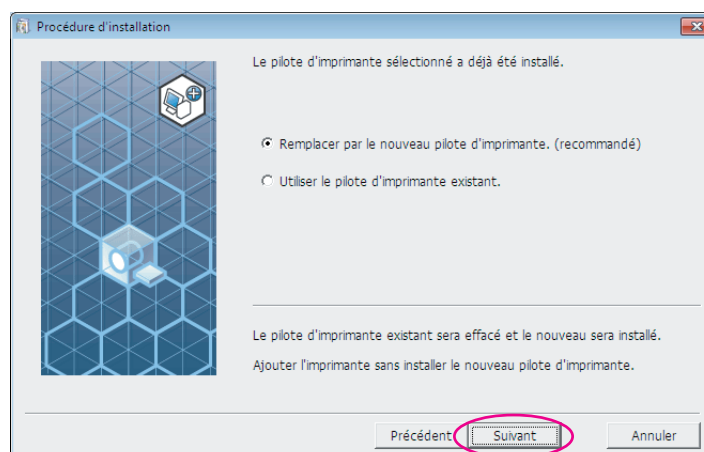 Procédure d'installation
Le pilote d'imprimante sélectionné a déjà été installé.
Remplacer par le nouveau pilote d'imprimante. (recommandé)
Utiliser le pilote d'imprimante existant.
Le pilote d'imprimante existant sera effacé et le nouveau sera installé.
Ajouter l'imprimante sans installer le nouveau pilote d'imprimante.
Précédent Suivant Annuler